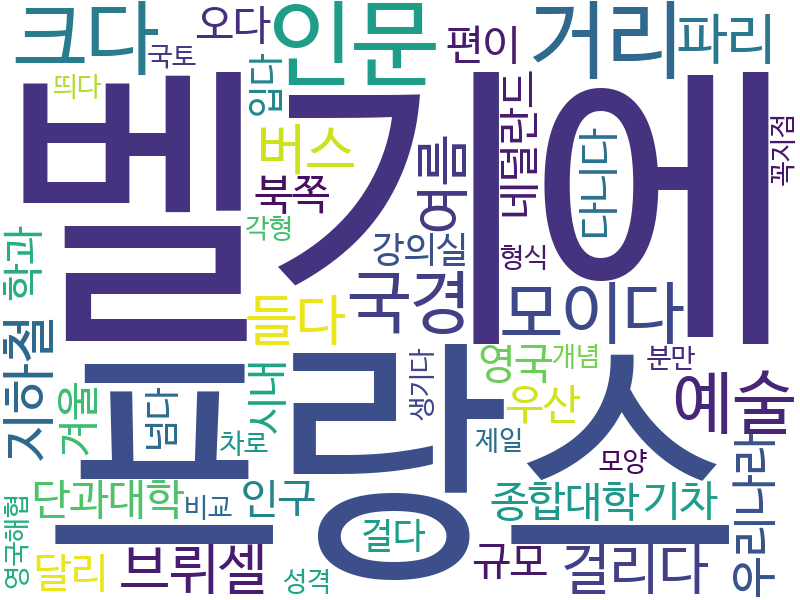 크다
국토
오다
인문
편이
거리
파리
띄다
입다
벨기에
버스
북쪽
각형
여름
네덜란드
다니다
꼭지점
학과
강의실
형식
들다
국경
모이다
지하철
겨울
넘다
시내
프랑스
생기다
영국
개념
분만
우산
예술
차로
제일
모양
단과대학
비교
인구
걸다
종합대학
기차
우리나라
영국해협
달리
브뤼셀
성격
규모
걸리다